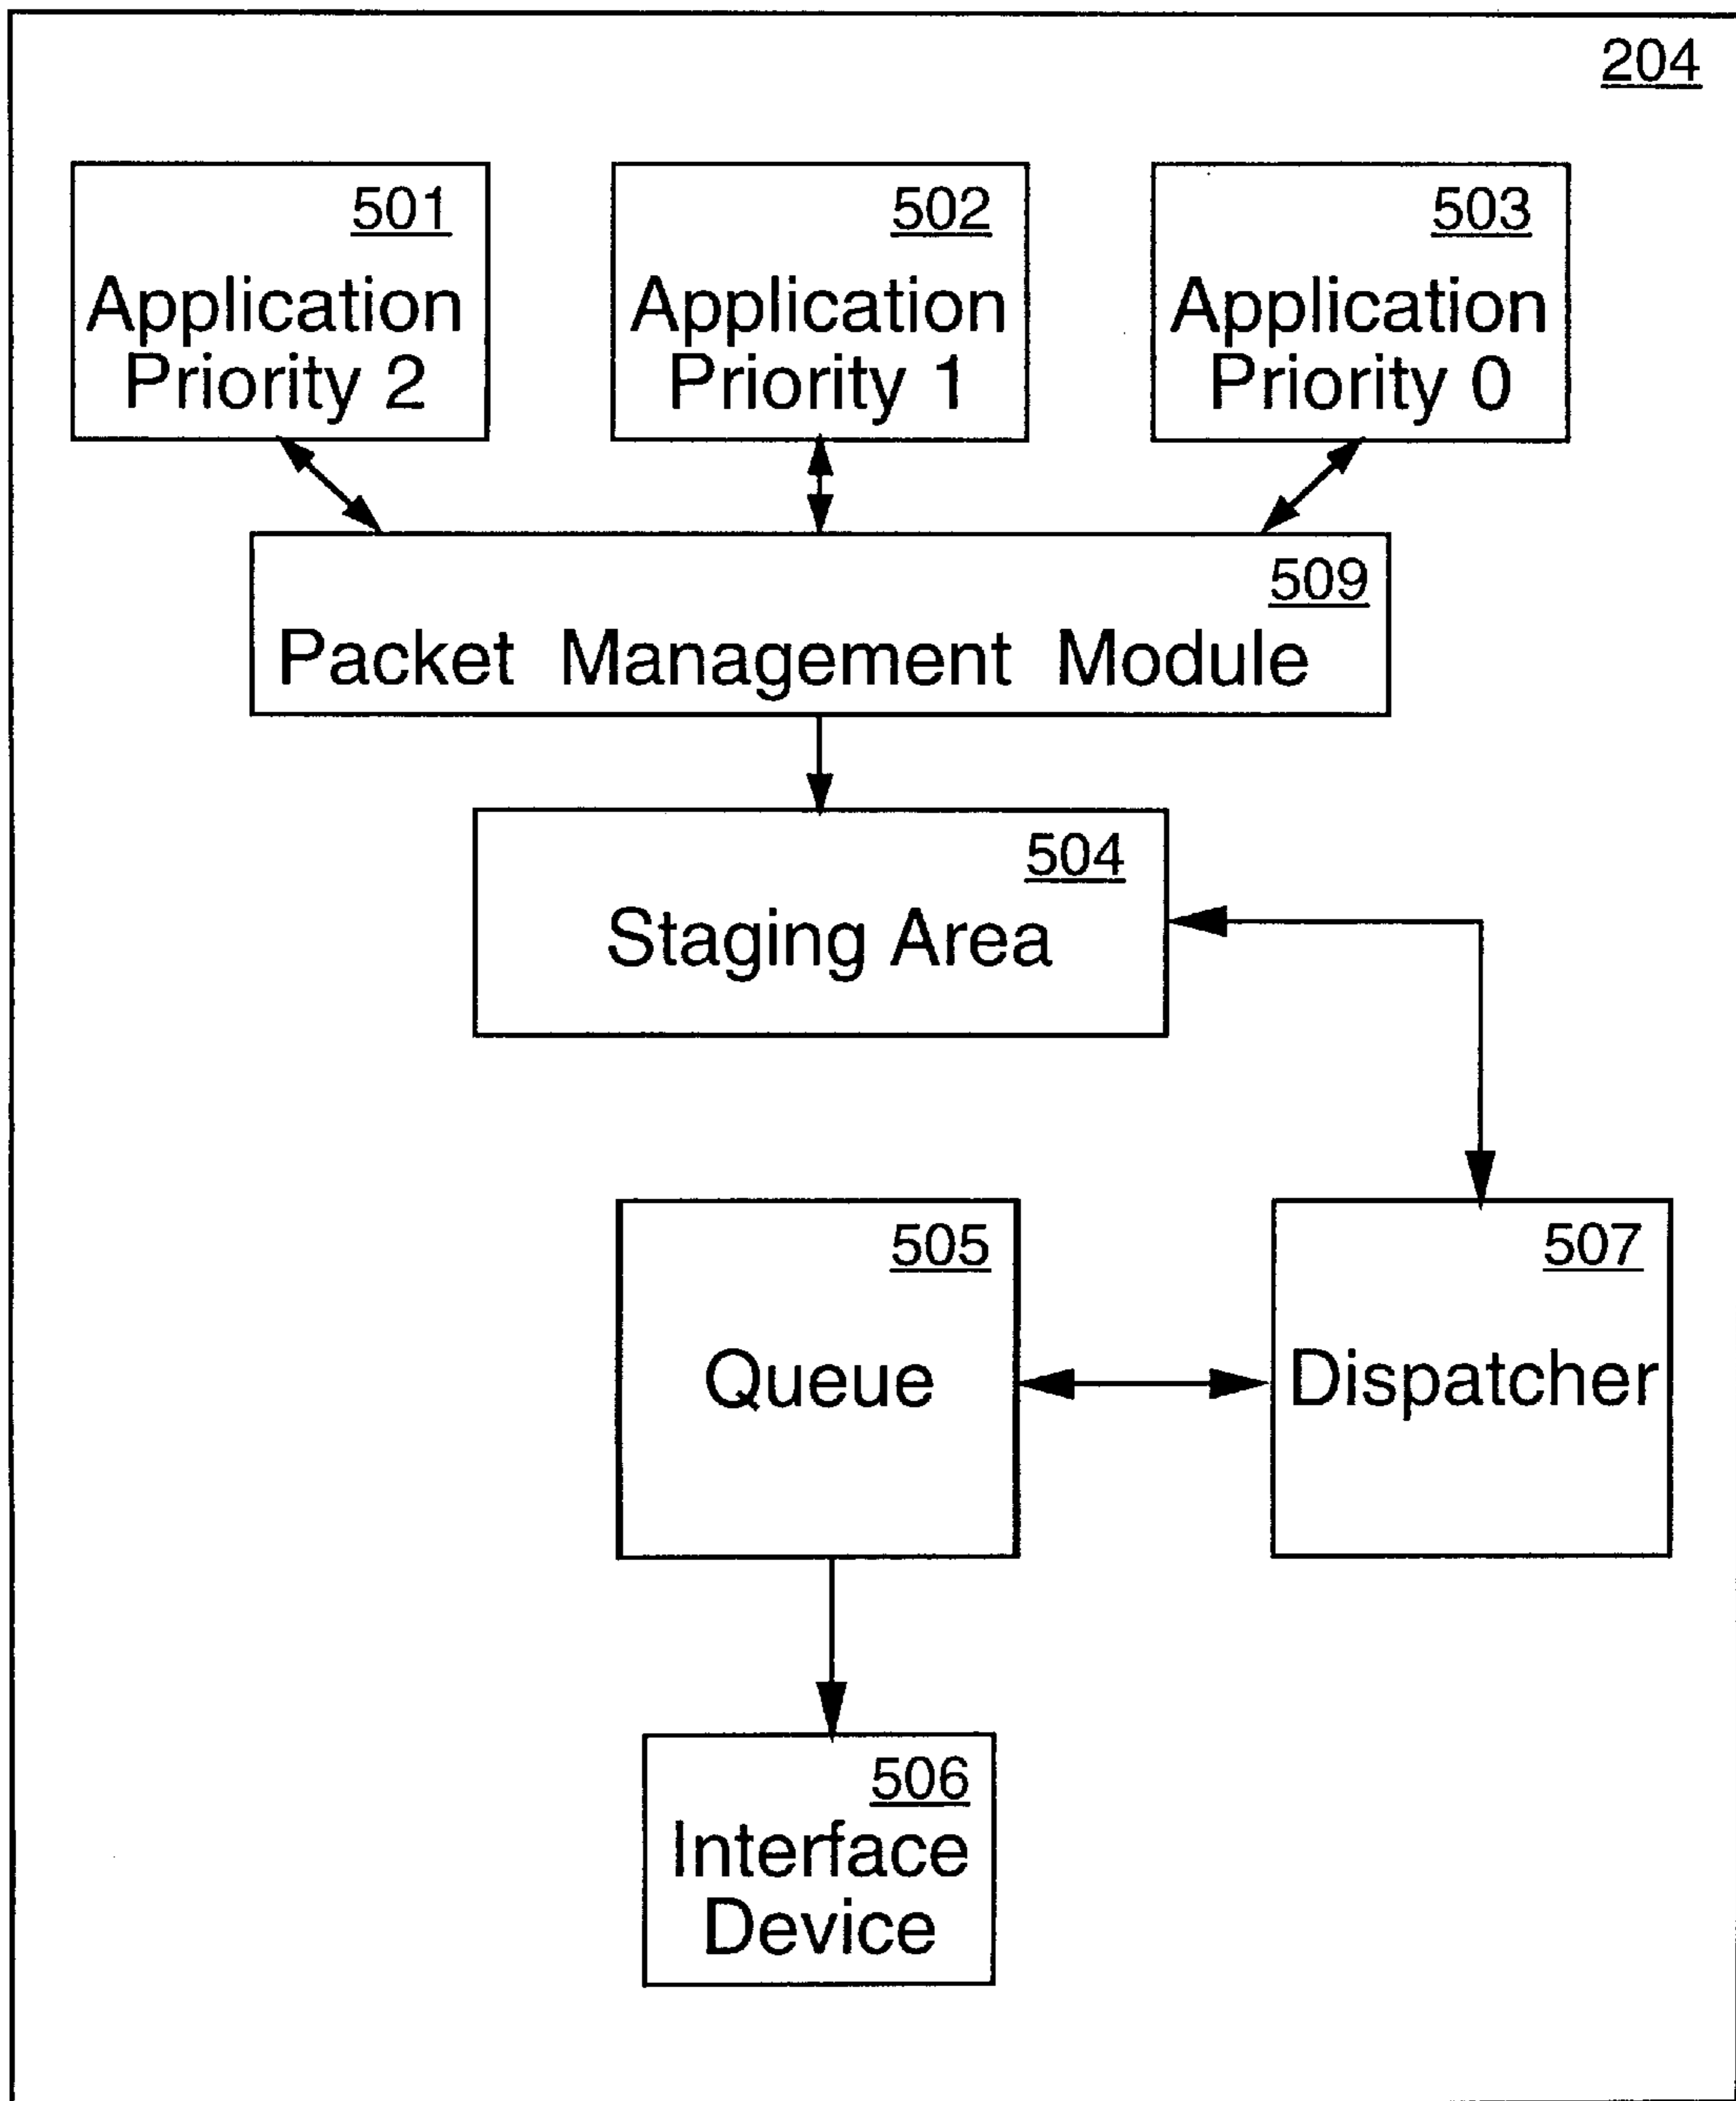 204
501
Application
Priority 2
502
Application
Priority 1
503
Application
Priority 0
509
Packet Management Module
504
Staging Area
505
Queue
507
Dispatcher
506
Interface
Device